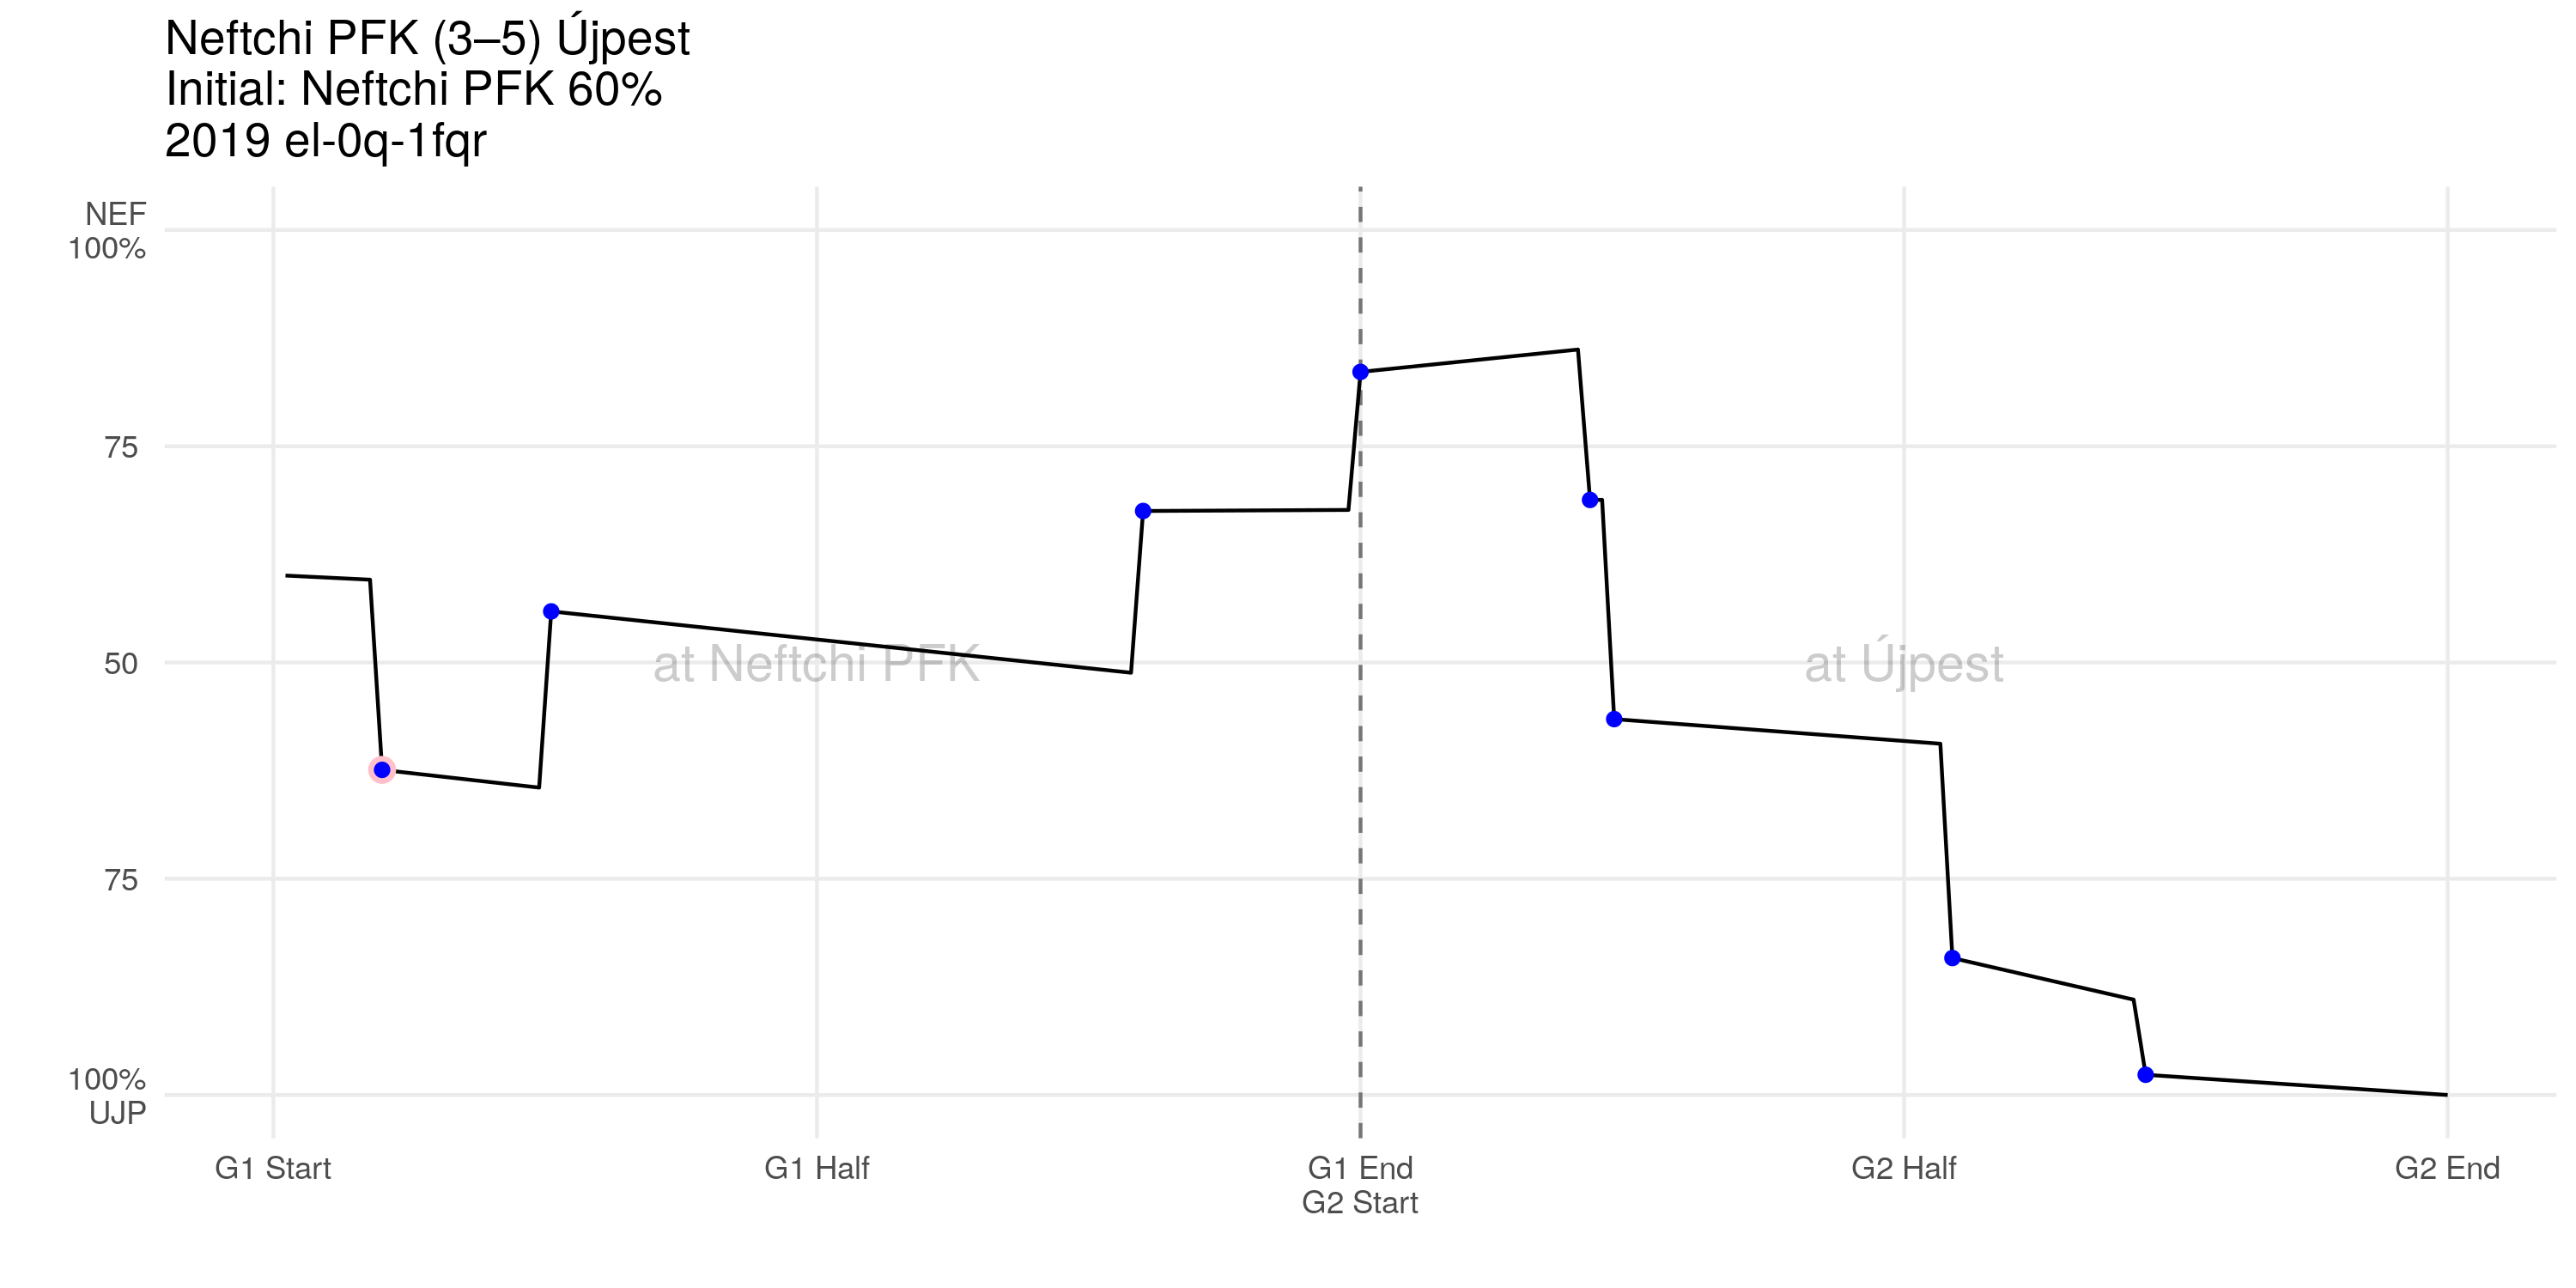 Neftchi PFK (3–5) Újpest
Initial: Neftchi PFK 60%
2019 el-0q-1fqr
NEF
100%
75
50
75
100%
UJP
at Neftchi PFK
at Újpest
G1 Start
G1 Half
G1 End
G2 Start
G2 Half
G2 End